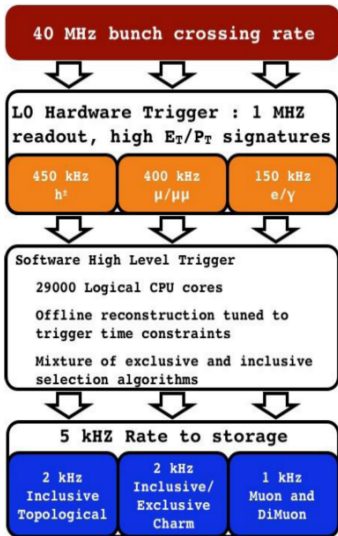 40 MHz bunch crossing rate
L0 Hardware Trigger : 1 MHZ
readout, high E_T/P_T signatures
450 kHz
h±
400 kHz
μ/μμ
150 kHz
e/γ
Software High Level Trigger
29000 Logical CPU cores
Offline reconstruction tuned to
trigger time constraints
Mixture of exclusive and inclusive
selection algorithms
5 kHZ Rate to storage
2 kHz
Inclusive
Topological
2 kHz
Inclusive/
Exclusive
Charm
1 kHz
Muon and
DiMuon